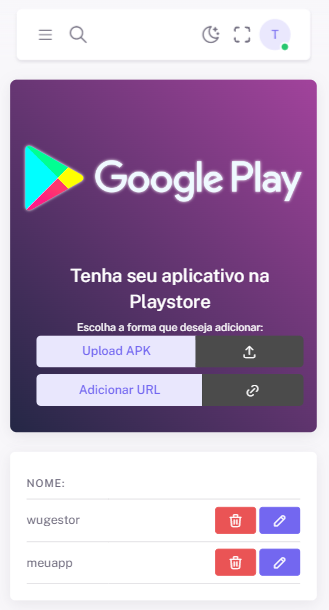 T
Google Play
Tenha seu aplicativo na
Playstore
Escolha a forma que deseja adicionar:
Upload APK
Adicionar URL
NOME:
wugestor
meuapp